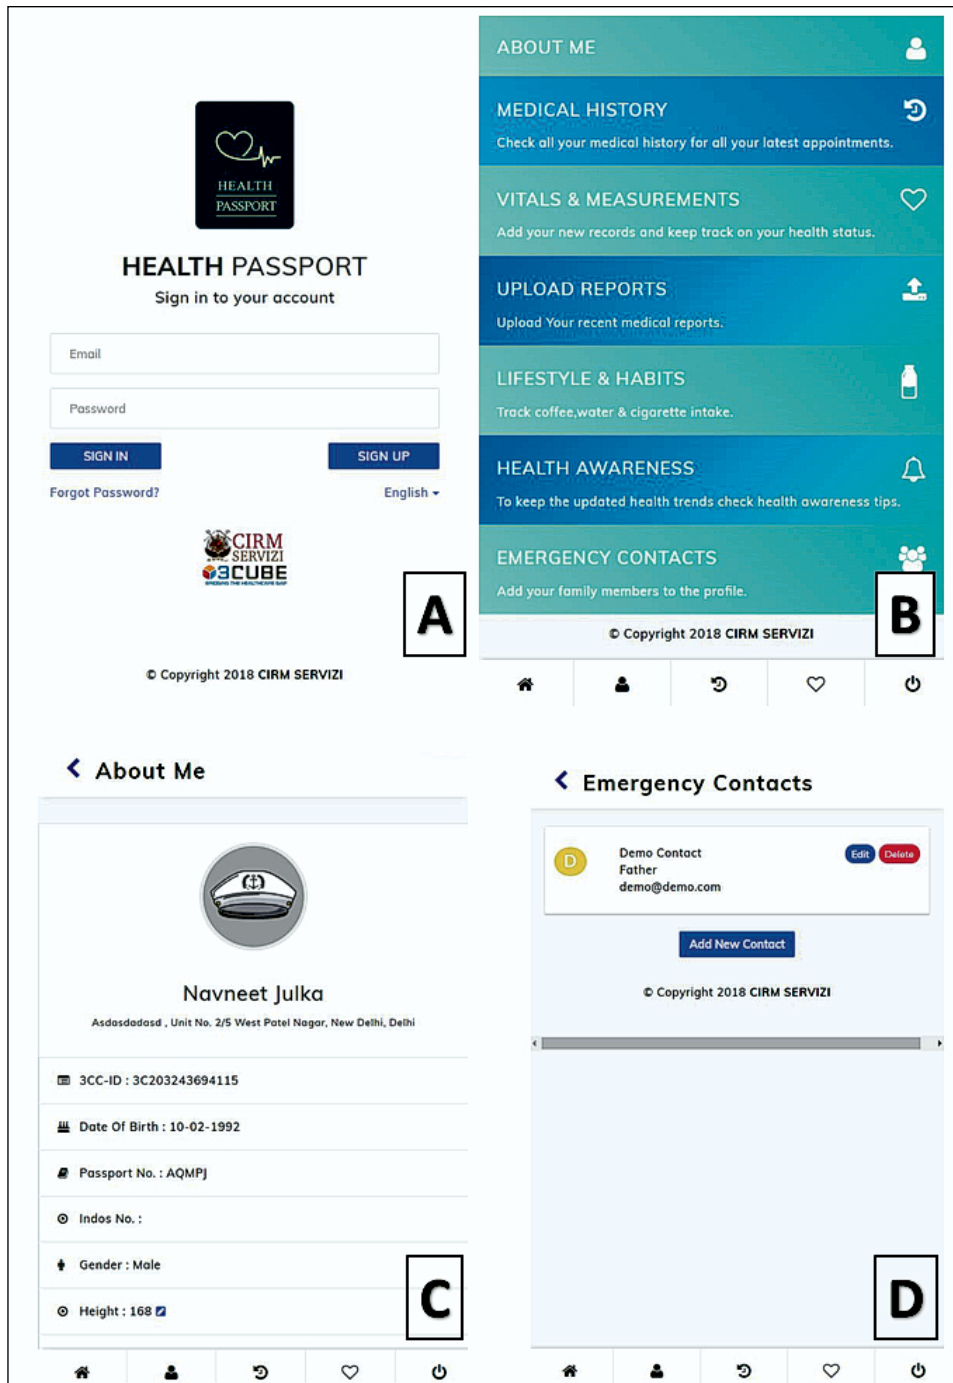 HEALTH
PASSPORT
HEALTH PASSPORT
Sign in to your account
Email
Password
SIGN IN
SIGN UP
Forgot Password?
English
CIRM
SERVIZI
3CUBE
BRIDGING THE HEALTHCARE GAP
A
© Copyright 2018 CIRM SERVIZI
ABOUT ME
MEDICAL HISTORY
Check all your medical history for all your latest appointments.
VITALS & MEASUREMENTS
Add your new records and keep track on your health status.
UPLOAD REPORTS
Upload Your recent medical reports.
LIFESTYLE & HABITS
Track coffee,water & cigarette intake.
HEALTH AWARENESS
To keep the updated health trends check health awareness tips.
EMERGENCY CONTACTS
Add your family members to the profile.
B
© Copyright 2018 CIRM SERVIZI
About Me
Navneet Julka
Asdasdadasd , Unit No. 2/5 West Patel Nagar, New Delhi, Delhi
3CC-ID : 3C203243694115
Date Of Birth : 10-02-1992
Passport No. : AQMPJ
Indos No. :
Gender : Male
Height : 168
C
Emergency Contacts
D
Demo Contact
Father
demo@demo.com
Edit
Delete
Add New Contact
© Copyright 2018 CIRM SERVIZI
D